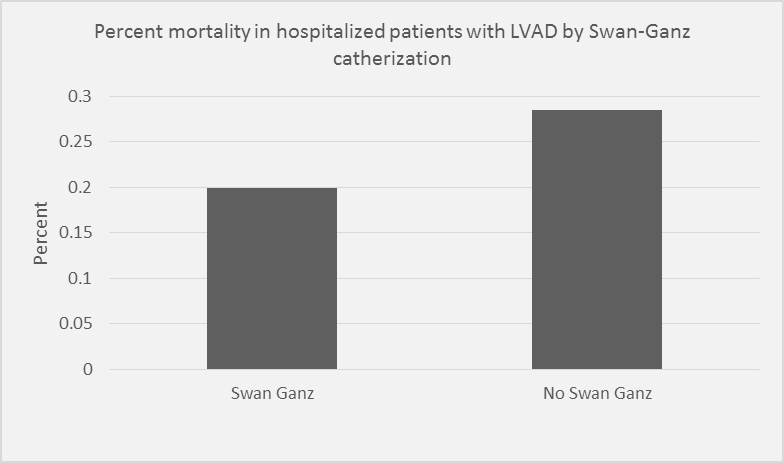 Percent mortality in hospitalized patients with LVAD by Swan-Ganz
catherization
0.3
0.25
0.2
0.15
0.1
0.05
0
Percent
Swan Ganz
No Swan Ganz